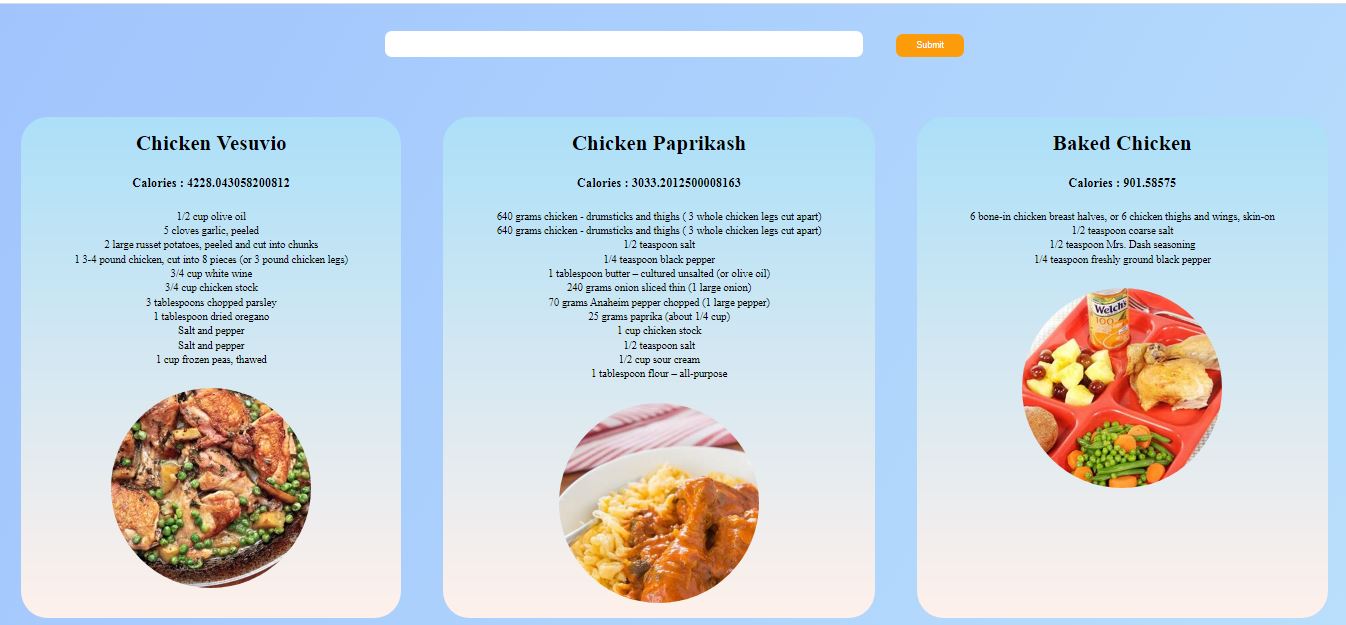 Submit
Chicken Vesuvio
Calories : 4228.043058200812
1/2 cup olive oil
5 cloves garlic, peeled
2 large russet potatoes, peeled and cut into chunks
1 3-4 pound chicken, cut into 8 pieces (or 3 pound chicken legs)
3/4 cup white wine
3/4 cup chicken stock
3 tablespoons chopped parsley
1 tablespoon dried oregano
Salt and pepper
Salt and pepper
1 cup frozen peas, thawed
Chicken Paprikash
Calories : 3033.2012500008163
640 grams chicken - drumsticks and thighs ( 3 whole chicken legs cut apart)
640 grams chicken - drumsticks and thighs ( 3 whole chicken legs cut apart)
1/2 teaspoon salt
1/4 teaspoon black pepper
1 tablespoon butter – cultured unsalted (or olive oil)
240 grams onion sliced thin (1 large onion)
70 grams Anaheim pepper chopped (1 large pepper)
25 grams paprika (about 1/4 cup)
1 cup chicken stock
1/2 teaspoon salt
1/2 cup sour cream
1 tablespoon flour – all-purpose
Baked Chicken
Calories : 901.58575
6 bone-in chicken breast halves, or 6 chicken thighs and wings, skin-on
1/2 teaspoon coarse salt
1/2 teaspoon Mrs. Dash seasoning
1/4 teaspoon freshly ground black pepper
Welch's
100